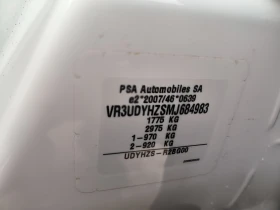 PSA Automobiles SA
e2*2007/46*0639
VR3UDYHZSMJ684983
1775 KG
2975 KG
1-970 KG
2-920 KG
UDYHZS-R2B000